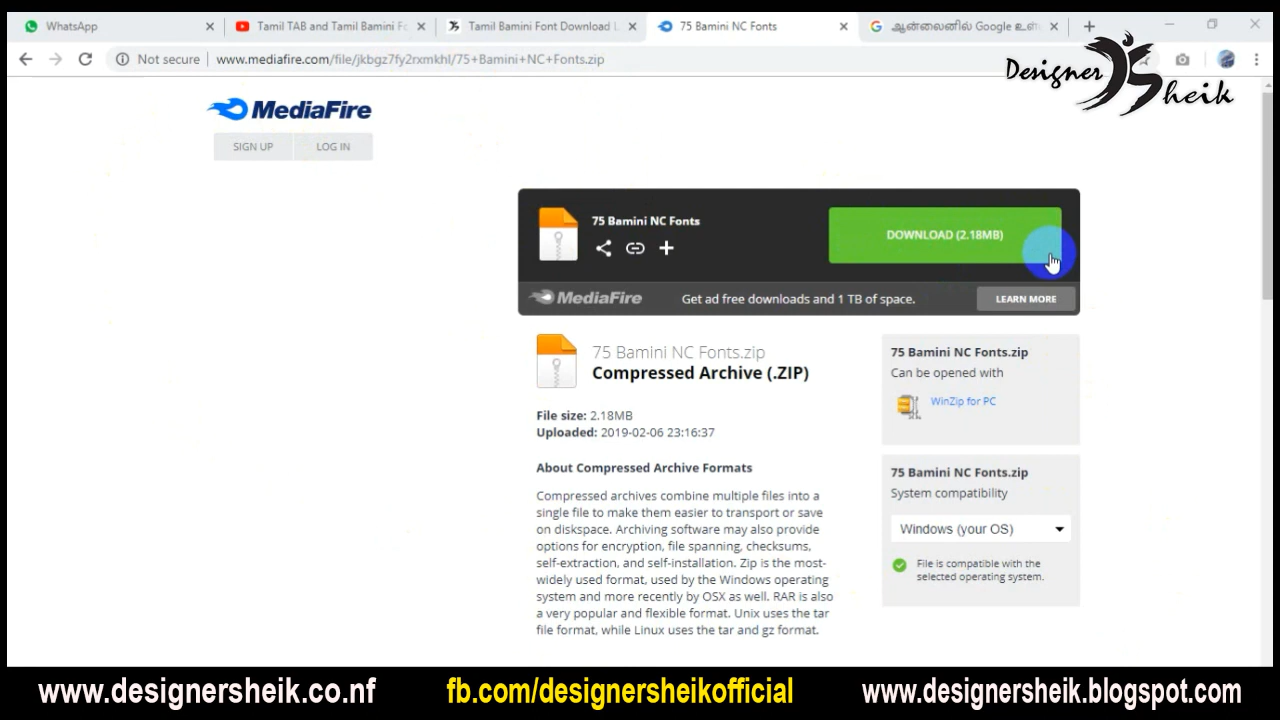 WhatsApp
Tamil TAB and Tamil Bamini Fo
Tamil Bamini Font Download L
75 Bamini NC Fonts
ஆன்லைனில் Google உள்
Not secure
www.mediafire.com/file/jkbgz7fy2rxmkhl/75+Bamini+NC+Fonts.zip
Designer Sheik
MediaFire
SIGN UP
LOG IN
75 Bamini NC Fonts
DOWNLOAD (2.18MB)
MediaFire
Get ad free downloads and 1 TB of space.
LEARN MORE
75 Bamini NC Fonts.zip
Compressed Archive (.ZIP)
File size: 2.18MB
Uploaded: 2019-02-06 23:16:37
About Compressed Archive Formats
Compressed archives combine multiple files into a
single file to make them easier to transport or save
on diskspace. Archiving software may also provide
options for encryption, file spanning, checksums,
self-extraction, and self-installation. Zip is the most-
widely used format, used by the Windows operating
system and more recently by OSX as well. RAR is also
a very popular and flexible format. Unix uses the tar
file format, while Linux uses the tar and gz format.
75 Bamini NC Fonts.zip
Can be opened with
WinZip for PC
75 Bamini NC Fonts.zip
System compatibility
Windows (your OS)
File is compatible with the
selected operating system.
www.designersheik.co.nf
fb.com/designersheikofficial
www.designersheik.blogspot.com